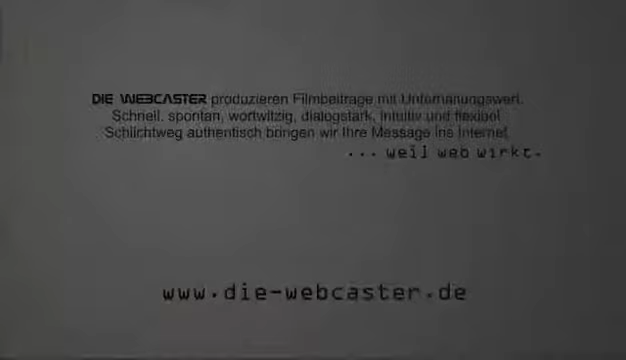 DIE WEBCASTER produzieren Filmbeiträge mit Unterhaltungswert.
Schnell, spontan, wortwitzig, dialogstark, intuitiv und flexibel
Schlichtweg authentisch bringen wir Ihre Message ins Internet
... weil web wirkt.
www.die-webcaster.de